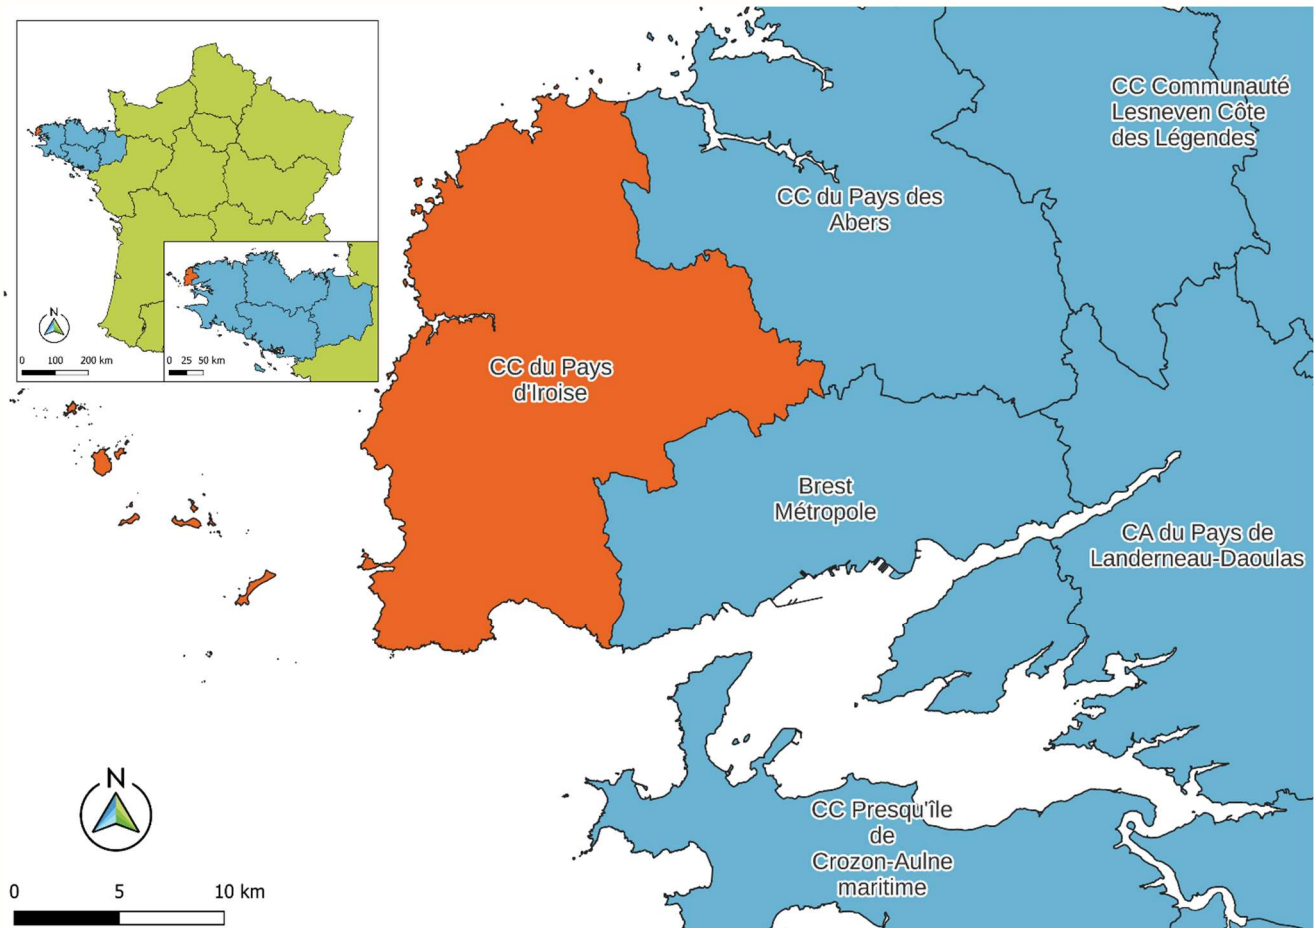 N
0 100 200 km
0 25 50 km
CC Communauté
Lesneven Côte
des Légendes
CC du Pays des
Abers
CC du Pays
d'Iroise
Brest
Métropole
CA du Pays de
Landerneau-Daoulas
CC Presqu'île
de
Crozon-Aulne
maritime
N
0 5 10 km